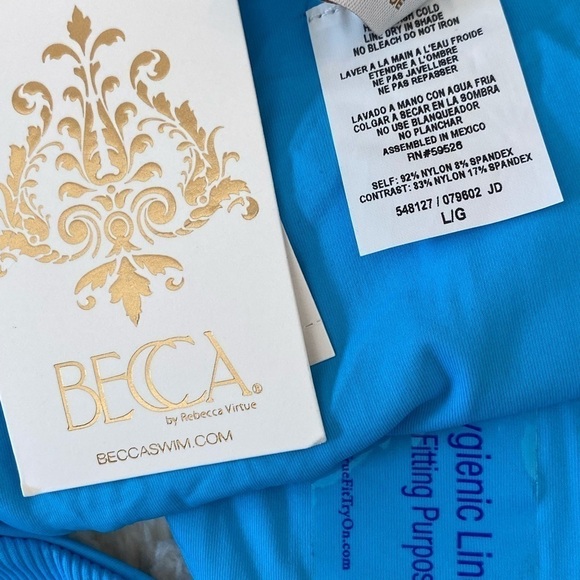 BECCA®
by Rebecca Virtue
BECCASWIM.COM
COLD
LINE DRY IN SHADE
NO BLEACH DO NOT IRON
LAVER A LA MAIN A L'EAU FROIDE
ETENDRE A L'OMBRE
NE PAS JAVELLISER
NE PAS REPASSER
LAVADO A MANO CON AGUA FRIA
COLGAR A SECAR EN LA SOMBRA
NO USE BLANQUEADOR
NO PLANCHAR
ASSEMBLED IN MEXICO
RN#59526
SELF: 92% NYLON 8% SPANDEX
CONTRAST: 83% NYLON 17% SPANDEX
548127 / 079602 JD
L/G
ygienic Lin
Fitting Purpos
rueFitTryOn.com